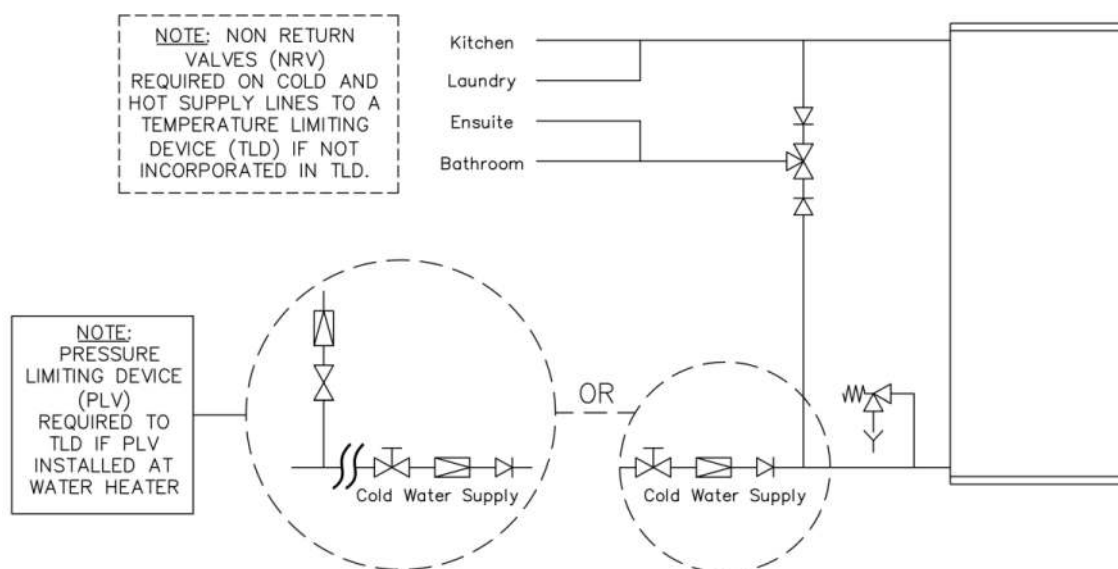 NOTE: NON RETURN
VALVES (NRV)
REQUIRED ON COLD AND
HOT SUPPLY LINES TO A
TEMPERATURE LIMITING
DEVICE (TLD) IF NOT
INCORPORATED IN TLD.
Kitchen
Laundry
Ensuite
Bathroom
NOTE:
PRESSURE
LIMITING DEVICE
(PLV)
REQUIRED TO
TLD IF PLV
INSTALLED AT
WATER HEATER
OR
Cold Water Supply
Cold Water Supply